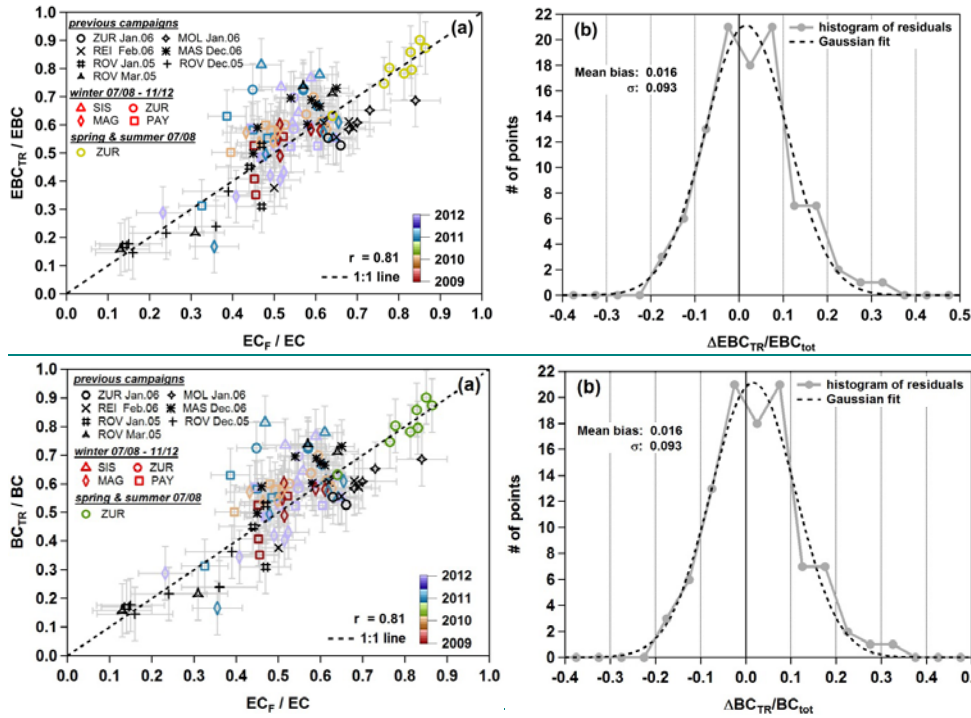 (a)
previous campaigns
ZUR Jan.06 MOL Jan.06
REI Feb.06 MAS Dec.06
ROV Jan.05 ROV Dec.05
ROV Mar.05
winter 07/08 - 11/12
SIS ZUR
MAG PAY
spring & summer 07/08
ZUR
2012
2011
2010
2009
r = 0.81
1:1 line
EBC_TR / EBC
1.0
0.9
0.8
0.7
0.6
0.5
0.4
0.3
0.2
0.1
0.0
0.0 0.1 0.2 0.3 0.4 0.5 0.6 0.7 0.8 0.9 1.0
EC_F / EC
(b)
histogram of residuals
Gaussian fit
Mean bias: 0.016
σ: 0.093
# of points
22
20
18
16
14
12
10
8
6
4
2
0
-0.4 -0.3 -0.2 -0.1 0.0 0.1 0.2 0.3 0.4 0.5
ΔEBC_TR/EBC_tot
(a)
previous campaigns
ZUR Jan.06 MOL Jan.06
REI Feb.06 MAS Dec.06
ROV Jan.05 ROV Dec.05
ROV Mar.05
winter 07/08 - 11/12
SIS ZUR
MAG PAY
spring & summer 07/08
ZUR
2012
2011
2010
2009
r = 0.81
1:1 line
BC_TR / BC
1.0
0.9
0.8
0.7
0.6
0.5
0.4
0.3
0.2
0.1
0.0
0.0 0.1 0.2 0.3 0.4 0.5 0.6 0.7 0.8 0.9 1.0
EC_F / EC
(b)
histogram of residuals
Gaussian fit
Mean bias: 0.016
σ: 0.093
# of points
22
20
18
16
14
12
10
8
6
4
2
0
-0.4 -0.3 -0.2 -0.1 0.0 0.1 0.2 0.3 0.4
ΔBC_TR/BC_tot